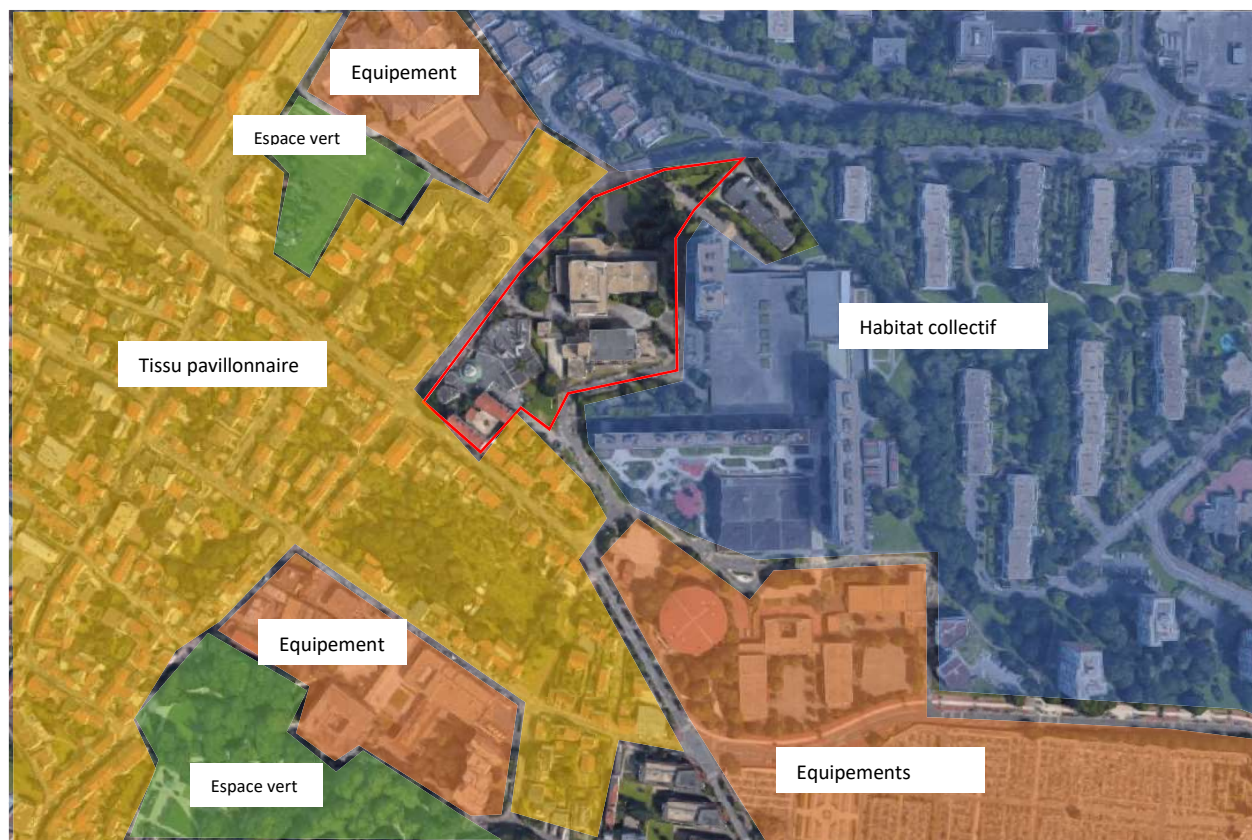 Equipement
Espace vert
Tissu pavillonnaire
Habitat collectif
Equipement
Equipements
Espace vert